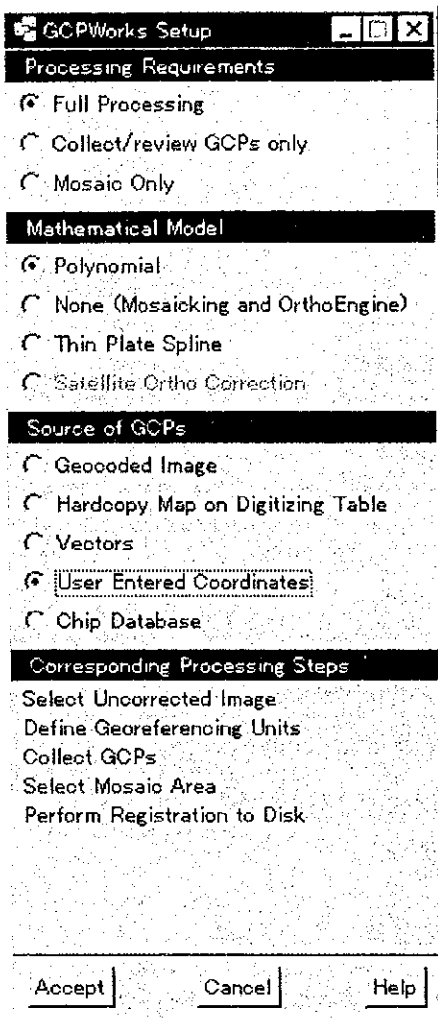 GCPWorks Setup
Processing Requirements
Full Processing
Collect/review GCPs only
Mosaic Only
Mathematical Model
Polynomial
None (Mosaicking and OrthoEngine)
Thin Plate Spline
Satellite Ortho Correction
Source of GCPs
Geocoded Image
Hardcopy Map on Digitizing Table
Vectors
User Entered Coordinates
Chip Database
Corresponding Processing Steps
Select Uncorrected Image
Define Georeferencing Units
Collect GCPs
Select Mosaic Area
Perform Registration to Disk
Accept Cancel Help